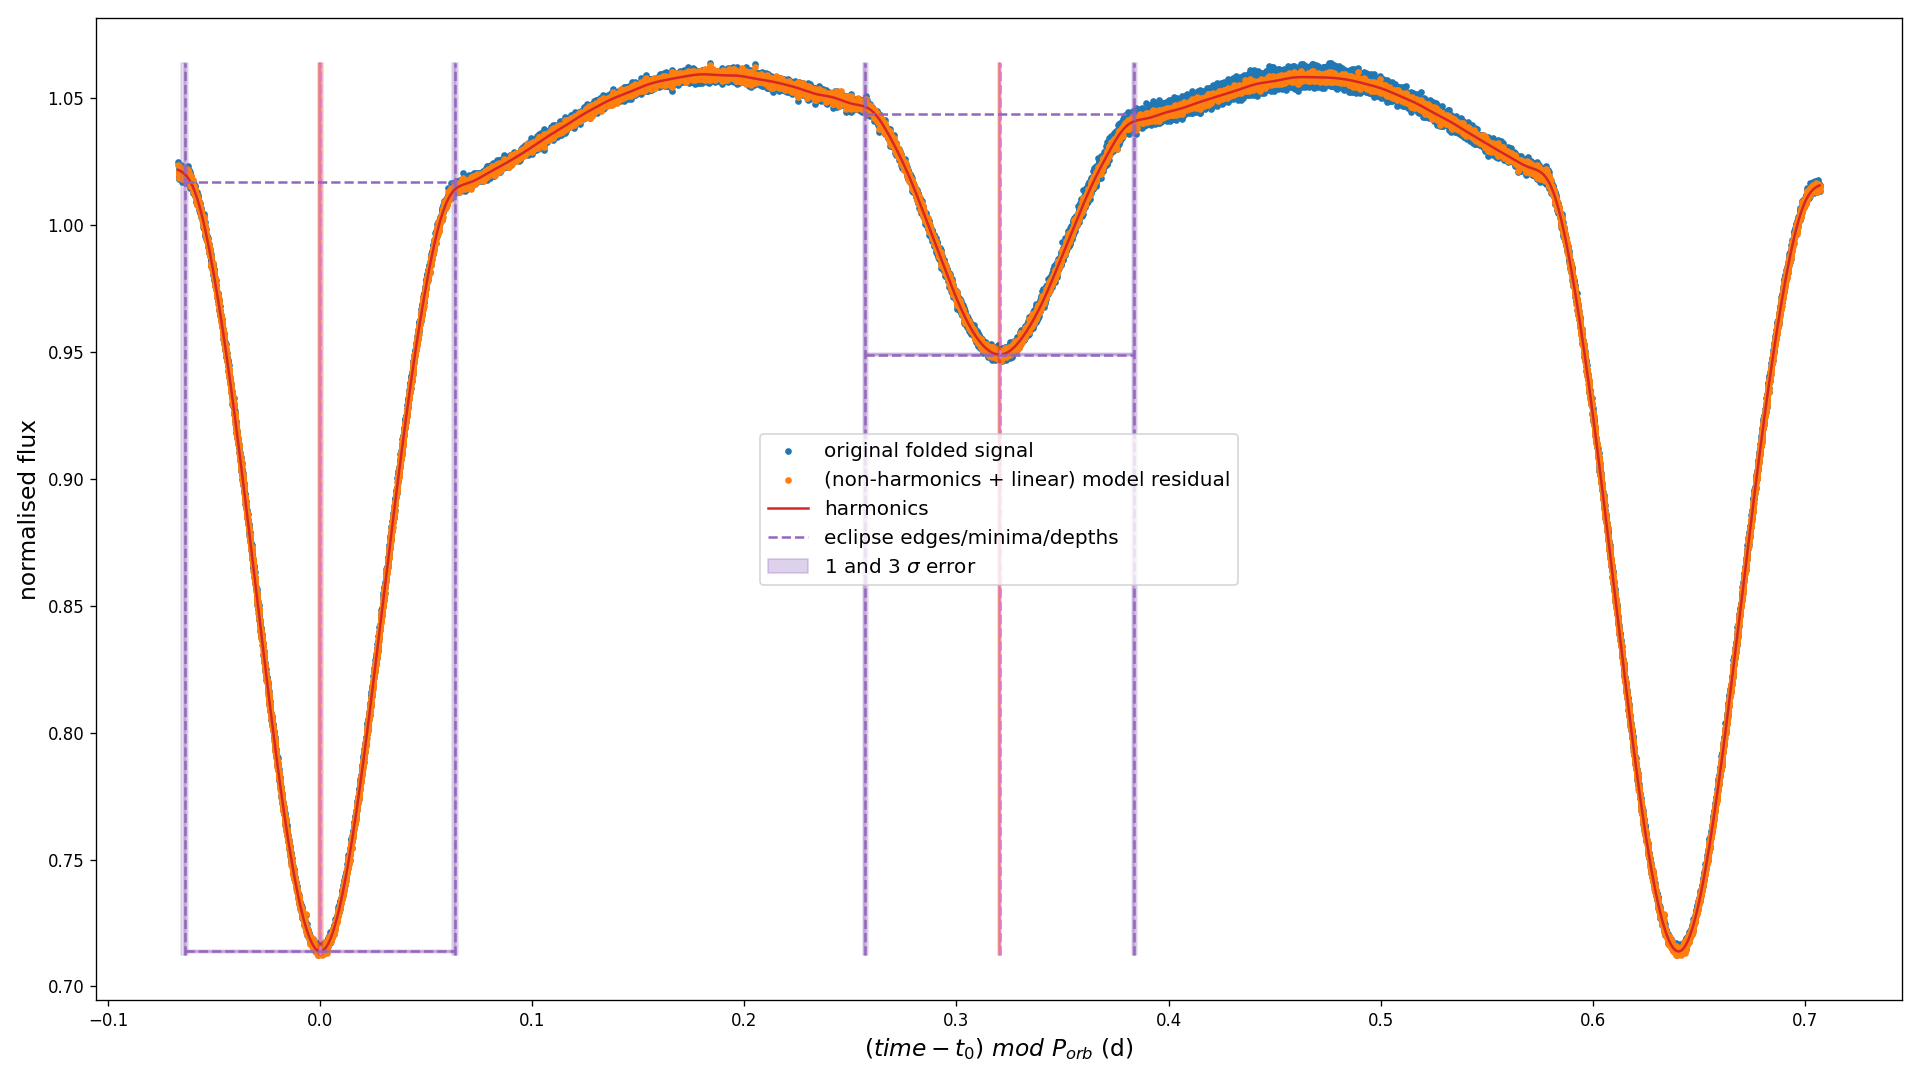 normalised flux
1.05
1.00
0.95
0.90
0.85
0.80
0.75
0.70
original folded signal
(non-harmonics + linear) model residual
harmonics
eclipse edges/minima/depths
1 and 3 σ error
−0.1 0.0 0.1 0.2 0.3 0.4 0.5 0.6 0.7
(time − t₀) mod Pₒᵣb (d)